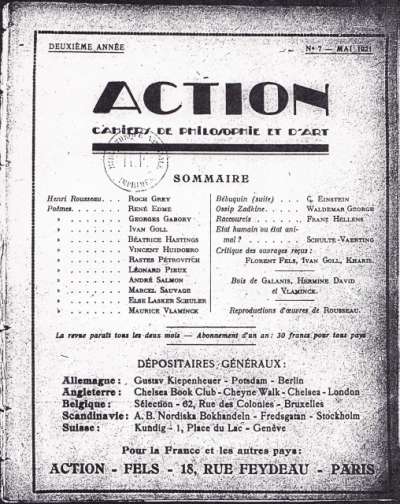 DEUXIÈME ANNÉE
N° 7 — MAI 1921
ACTION
CAHIERS DE PHILOSOPHIE ET D'ART
SOMMAIRE
Henri Rousseau. . . ROCH GREY
Poèmes. . . . . . RENÉ EDME
» . . . . . . GEORGES GABORY
» . . . . . . IVAN GOLL
» . . . . . . BÉATRICE HASTINGS
» . . . . . . VINCENT HUIDOBRO
» . . . . . . RASTES PÉTROVITCH
» . . . . . . LÉONARD PIEUX
» . . . . . . ANDRÉ SALMON
» . . . . . . MARCEL SAUVAGE
» . . . . . . ELSE LASKER SCHULER
» . . . . . . MAURICE VLAMINCK
Bébuquin (suite) . . . C. EINSTEIN
Ossip Zadkine. . . . . WALDEMAR GEORGE
Raccourcis . . . . . . FRANZ HELLENS
Etat humain ou état ani-
mal ? . . . . . . SCHULTE-VAERTING
Critique des ouvrages reçus :
FLORENT FELS, IVAN GOLL, KHARIS.
Bois de GALANIS, HERMINE DAVID
et VLAMINCK.
Reproductions d'œuvres de ROUSSEAU.
La revue paraît tous les deux mois — Abonnement d'un an : 30 francs pour tous pays
DÉPOSITAIRES GÉNÉRAUX :
Allemagne : Gustav Kiepenheuer - Potsdam - Berlin
Angleterre : Chelsea Book Club - Cheyne Walk - Chelsea - London
Belgique : Sélection - 62, Rue des Colonies - Bruxelles
Scandinavie : A. B. Nordiska Bokhandeln - Fredsgatan - Stockholm
Suisse : Kundig - 1, Place du Lac - Genève
Pour la France et les autres pays :
ACTION - FELS - 18, RUE FEYDEAU - PARIS